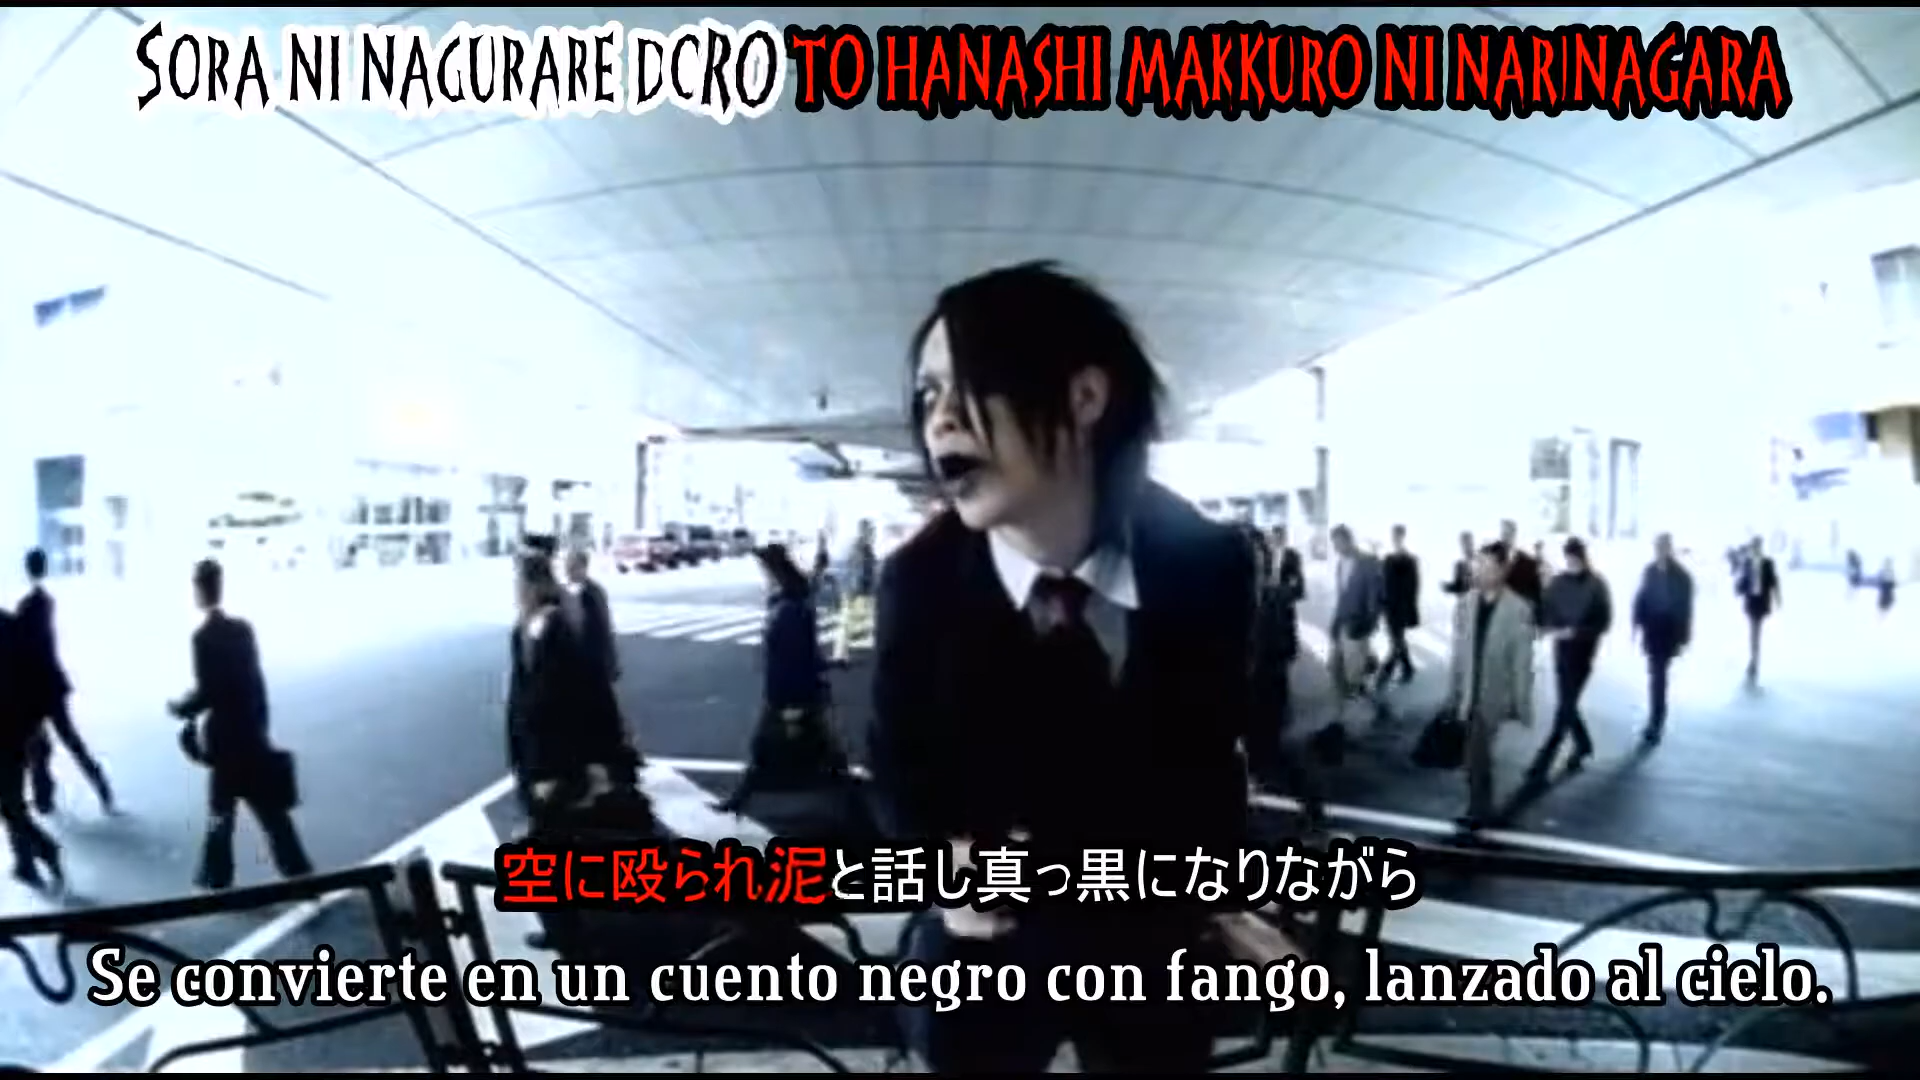 SORA NI NAGURARE DCRO TO HANASHI MAKKURO NI NARINAGARA
空に殴られ泥と話し真っ黒になりながら
Se convierte en un cuento negro con fango, lanzado al cielo.